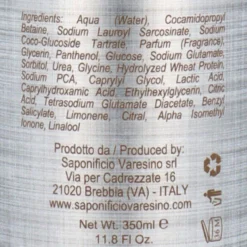 Ingredients: Aqua (Water), Cocamidopropyl
Betaine, Sodium Lauroyl Sarcosinate, Sodium
Coco-Glucoside Tartrate, Parfum (Fragrance),
Glycerin, Panthenol, Glucose, Sodium Glutamate,
Sorbitol, Urea, Glycine, Hydrolyzed Wheat Protein,
Sodium PCA, Caprylyl Glycol, Lactic Acid,
Caprylhydroxamic Acid, Ethylhexylglycerin, Citric
Acid, Tetrasodium Glutamate Diacetate, Benzyl
Salicylate, Limonene, Citral, Alpha Isomethyl
Ionone, Linalool
Prodotto da / Produced by:
Saponificio Varesino srl
Via per Cadrezzate 16
21020 Brebbia (VA) - ITALY
www.saponificiovaresino.com
Net Wt. 350ml e
11.8 Fl. Oz.